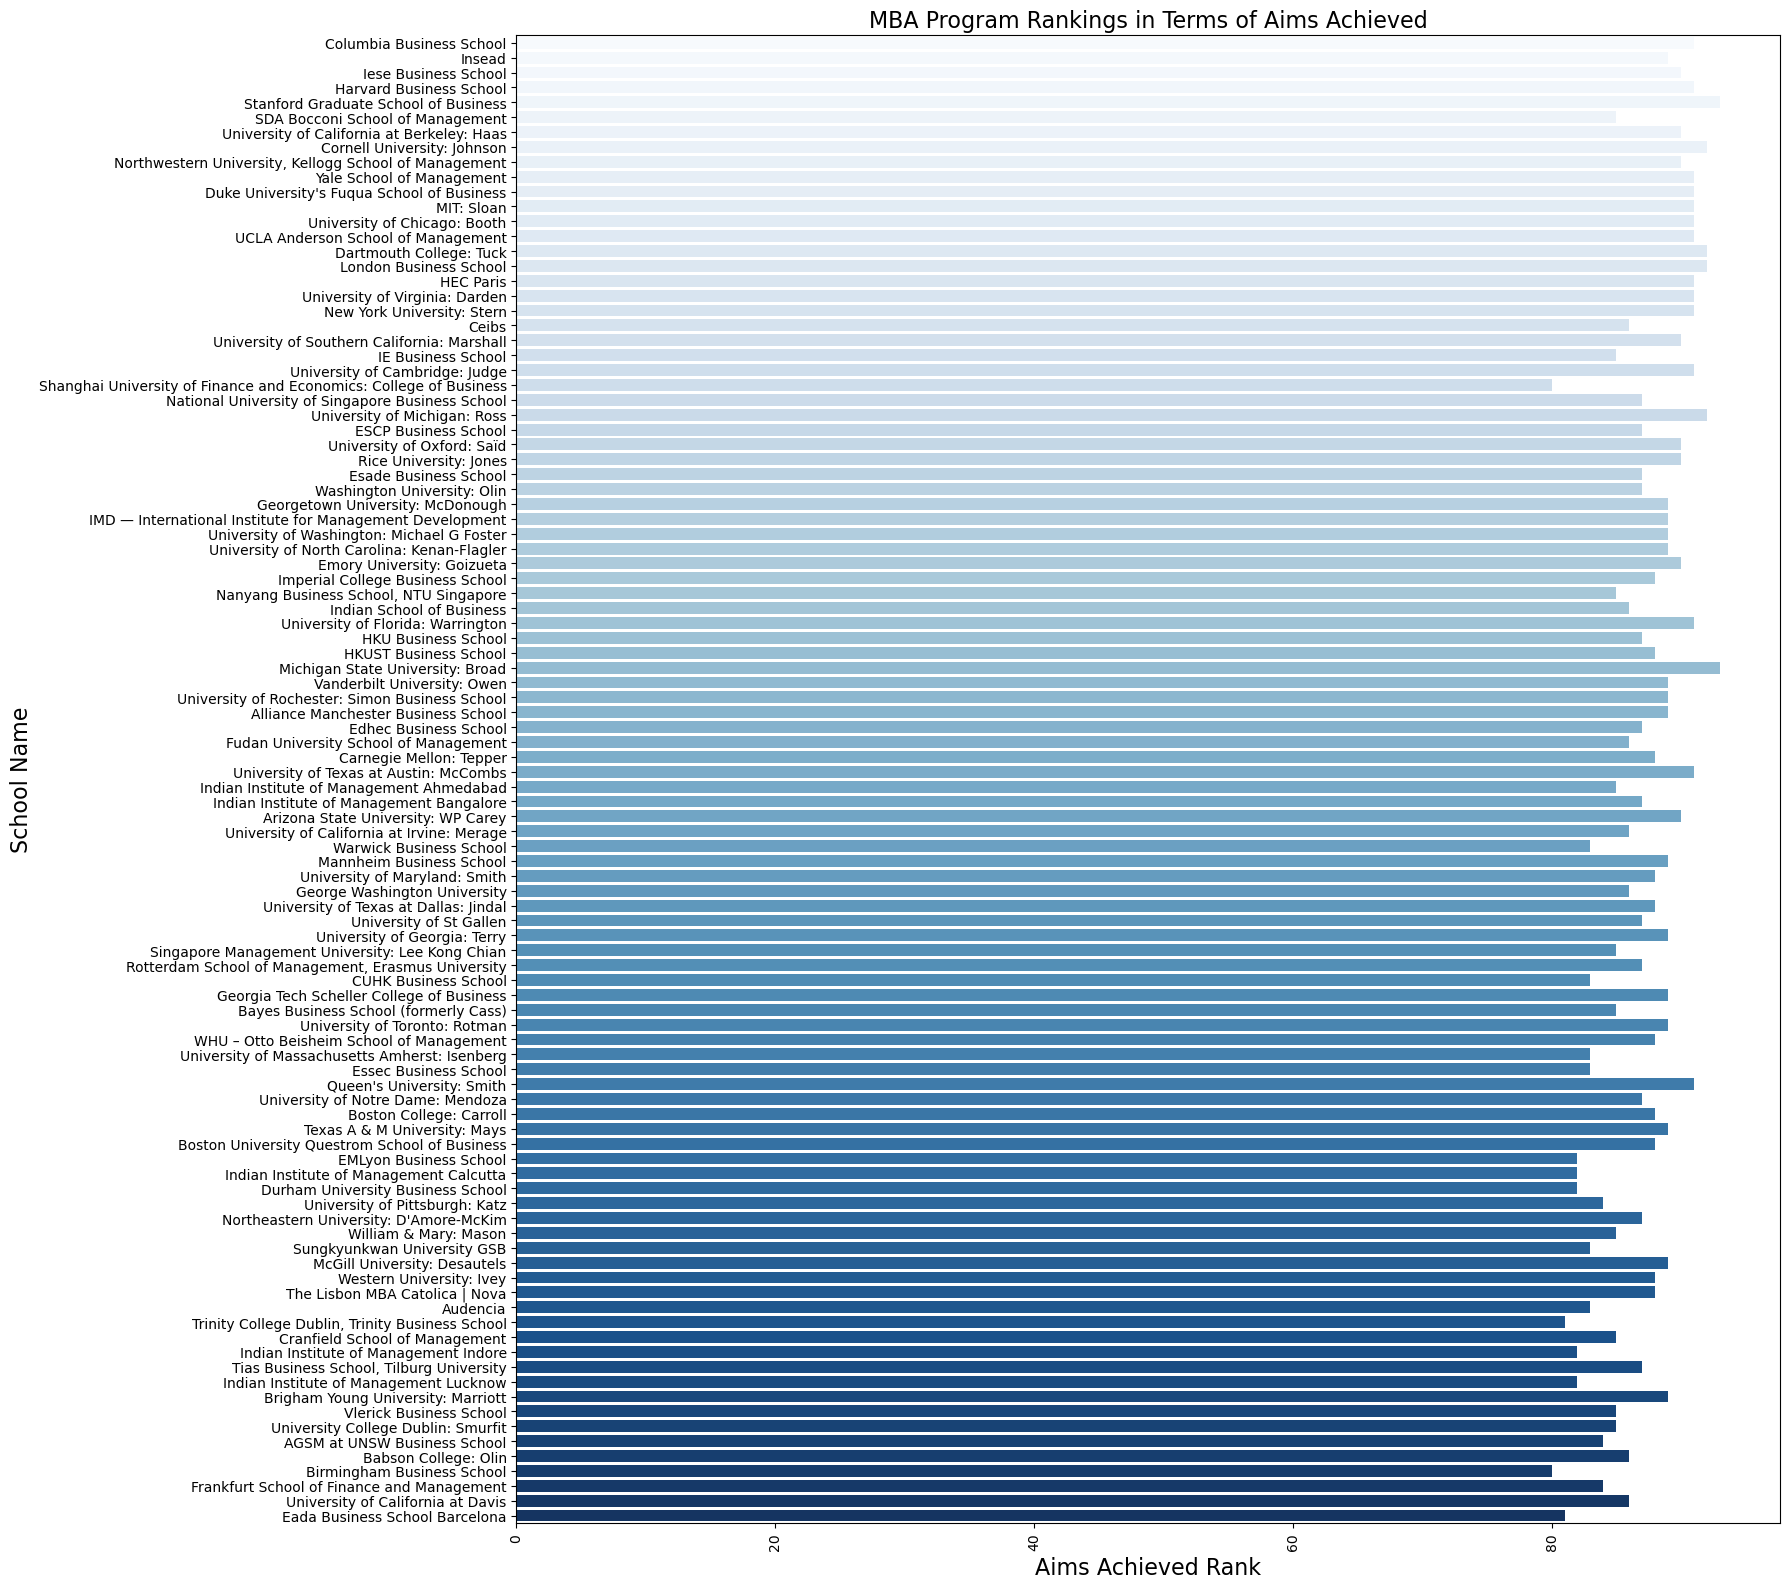 MBA Program Rankings in Terms of Aims Achieved
School Name
Columbia Business School
Insead
Iese Business School
Harvard Business School
Stanford Graduate School of Business
SDA Bocconi School of Management
University of California at Berkeley: Haas
Cornell University: Johnson
Northwestern University, Kellogg School of Management
Yale School of Management
Duke University's Fuqua School of Business
MIT: Sloan
University of Chicago: Booth
UCLA Anderson School of Management
Dartmouth College: Tuck
London Business School
HEC Paris
University of Virginia: Darden
New York University: Stern
Ceibs
University of Southern California: Marshall
IE Business School
University of Cambridge: Judge
Shanghai University of Finance and Economics: College of Business
National University of Singapore Business School
University of Michigan: Ross
ESCP Business School
University of Oxford: Saïd
Rice University: Jones
Esade Business School
Washington University: Olin
Georgetown University: McDonough
IMD — International Institute for Management Development
University of Washington: Michael G Foster
University of North Carolina: Kenan-Flagler
Emory University: Goizueta
Imperial College Business School
Nanyang Business School, NTU Singapore
Indian School of Business
University of Florida: Warrington
HKU Business School
HKUST Business School
Michigan State University: Broad
Vanderbilt University: Owen
University of Rochester: Simon Business School
Alliance Manchester Business School
Edhec Business School
Fudan University School of Management
Carnegie Mellon: Tepper
University of Texas at Austin: McCombs
Indian Institute of Management Ahmedabad
Indian Institute of Management Bangalore
Arizona State University: WP Carey
University of California at Irvine: Merage
Warwick Business School
Mannheim Business School
University of Maryland: Smith
George Washington University
University of Texas at Dallas: Jindal
University of St Gallen
University of Georgia: Terry
Singapore Management University: Lee Kong Chian
Rotterdam School of Management, Erasmus University
CUHK Business School
Georgia Tech Scheller College of Business
Bayes Business School (formerly Cass)
University of Toronto: Rotman
WHU – Otto Beisheim School of Management
University of Massachusetts Amherst: Isenberg
Essec Business School
Queen's University: Smith
University of Notre Dame: Mendoza
Boston College: Carroll
Texas A & M University: Mays
Boston University Questrom School of Business
EMLyon Business School
Indian Institute of Management Calcutta
Durham University Business School
University of Pittsburgh: Katz
Northeastern University: D'Amore-McKim
William & Mary: Mason
Sungkyunkwan University GSB
McGill University: Desautels
Western University: Ivey
The Lisbon MBA Catolica | Nova
Audencia
Trinity College Dublin, Trinity Business School
Cranfield School of Management
Indian Institute of Management Indore
Tias Business School, Tilburg University
Indian Institute of Management Lucknow
Brigham Young University: Marriott
Vlerick Business School
University College Dublin: Smurfit
AGSM at UNSW Business School
Babson College: Olin
Birmingham Business School
Frankfurt School of Finance and Management
University of California at Davis
Eada Business School Barcelona
0 20 40 60 80
Aims Achieved Rank